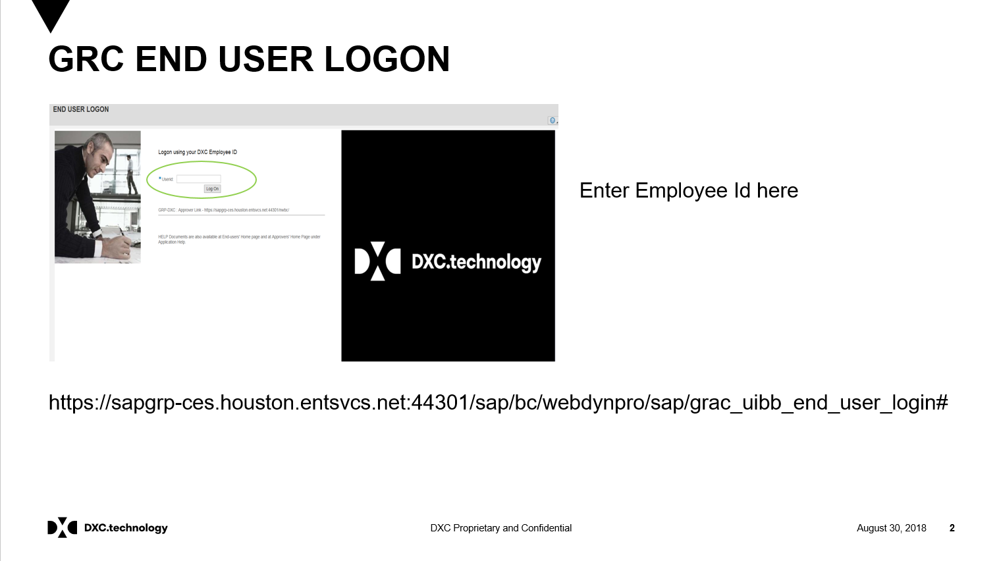 GRC END USER LOGON
END USER LOGON
Logon using your DXC Employee ID
* UserId:
Log On
GRP-DXC : Approver Link - https://sapgrp-ces.houston.entsvcs.net:44301/nwbc/
HELP Documents are also available at End-users' Home page and at Approvers' Home Page under
Application Help.
DXC.technology
Enter Employee Id here
https://sapgrp-ces.houston.entsvcs.net:44301/sap/bc/webdynpro/sap/grac_uibb_end_user_login#
DXC.technology
DXC Proprietary and Confidential
August 30, 2018
2